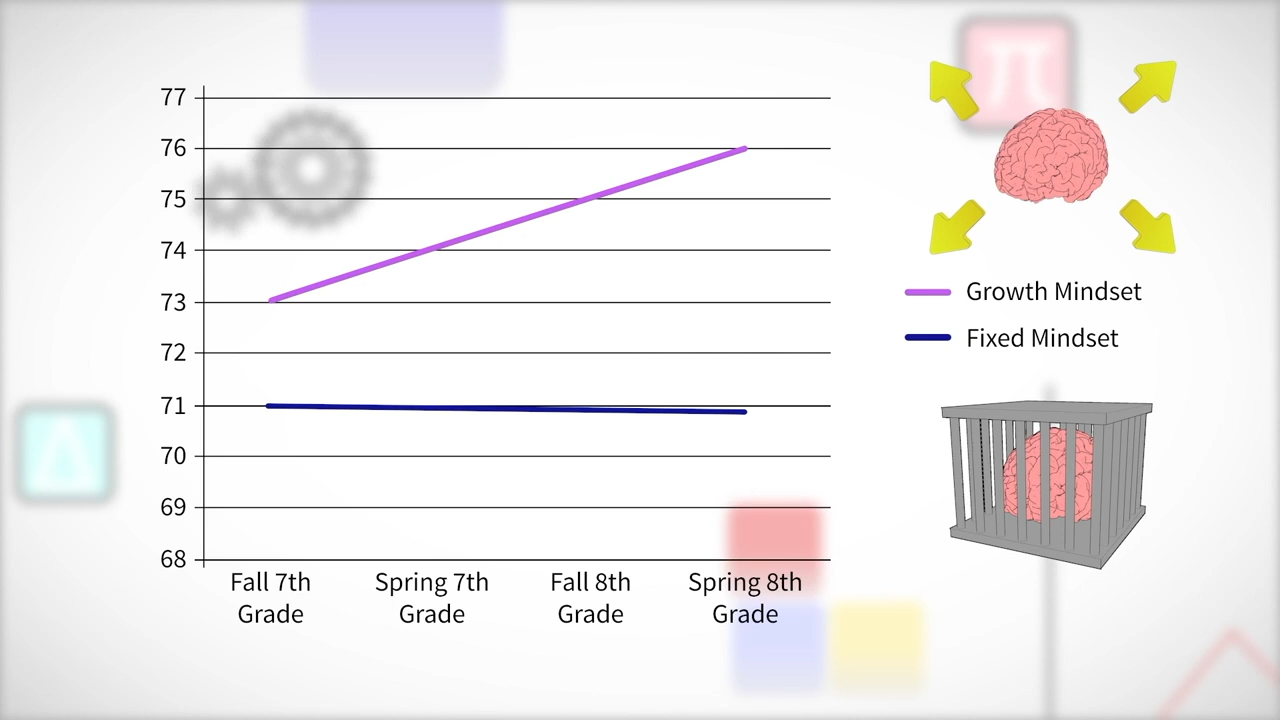 77
76
75
74
73
72
71
70
69
68
Fall 7th
Grade
Spring 7th
Grade
Fall 8th
Grade
Spring 8th
Grade
π
Growth Mindset
Fixed Mindset
Δ